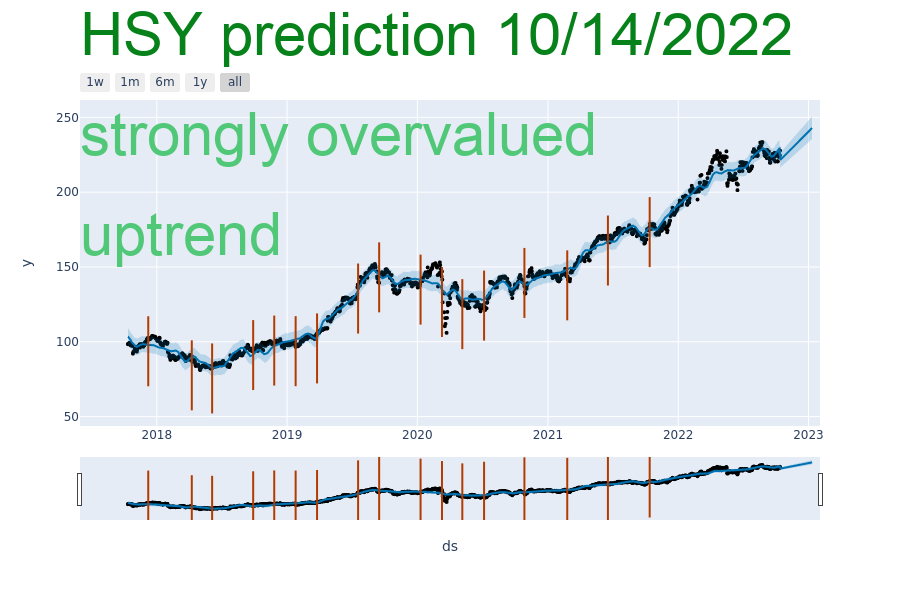 HSY prediction 10/14/2022
1w 1m 6m 1y all
250
strongly overvalued
200
uptrend
150
y
100
50
2018 2019 2020 2021 2022 2023
ds